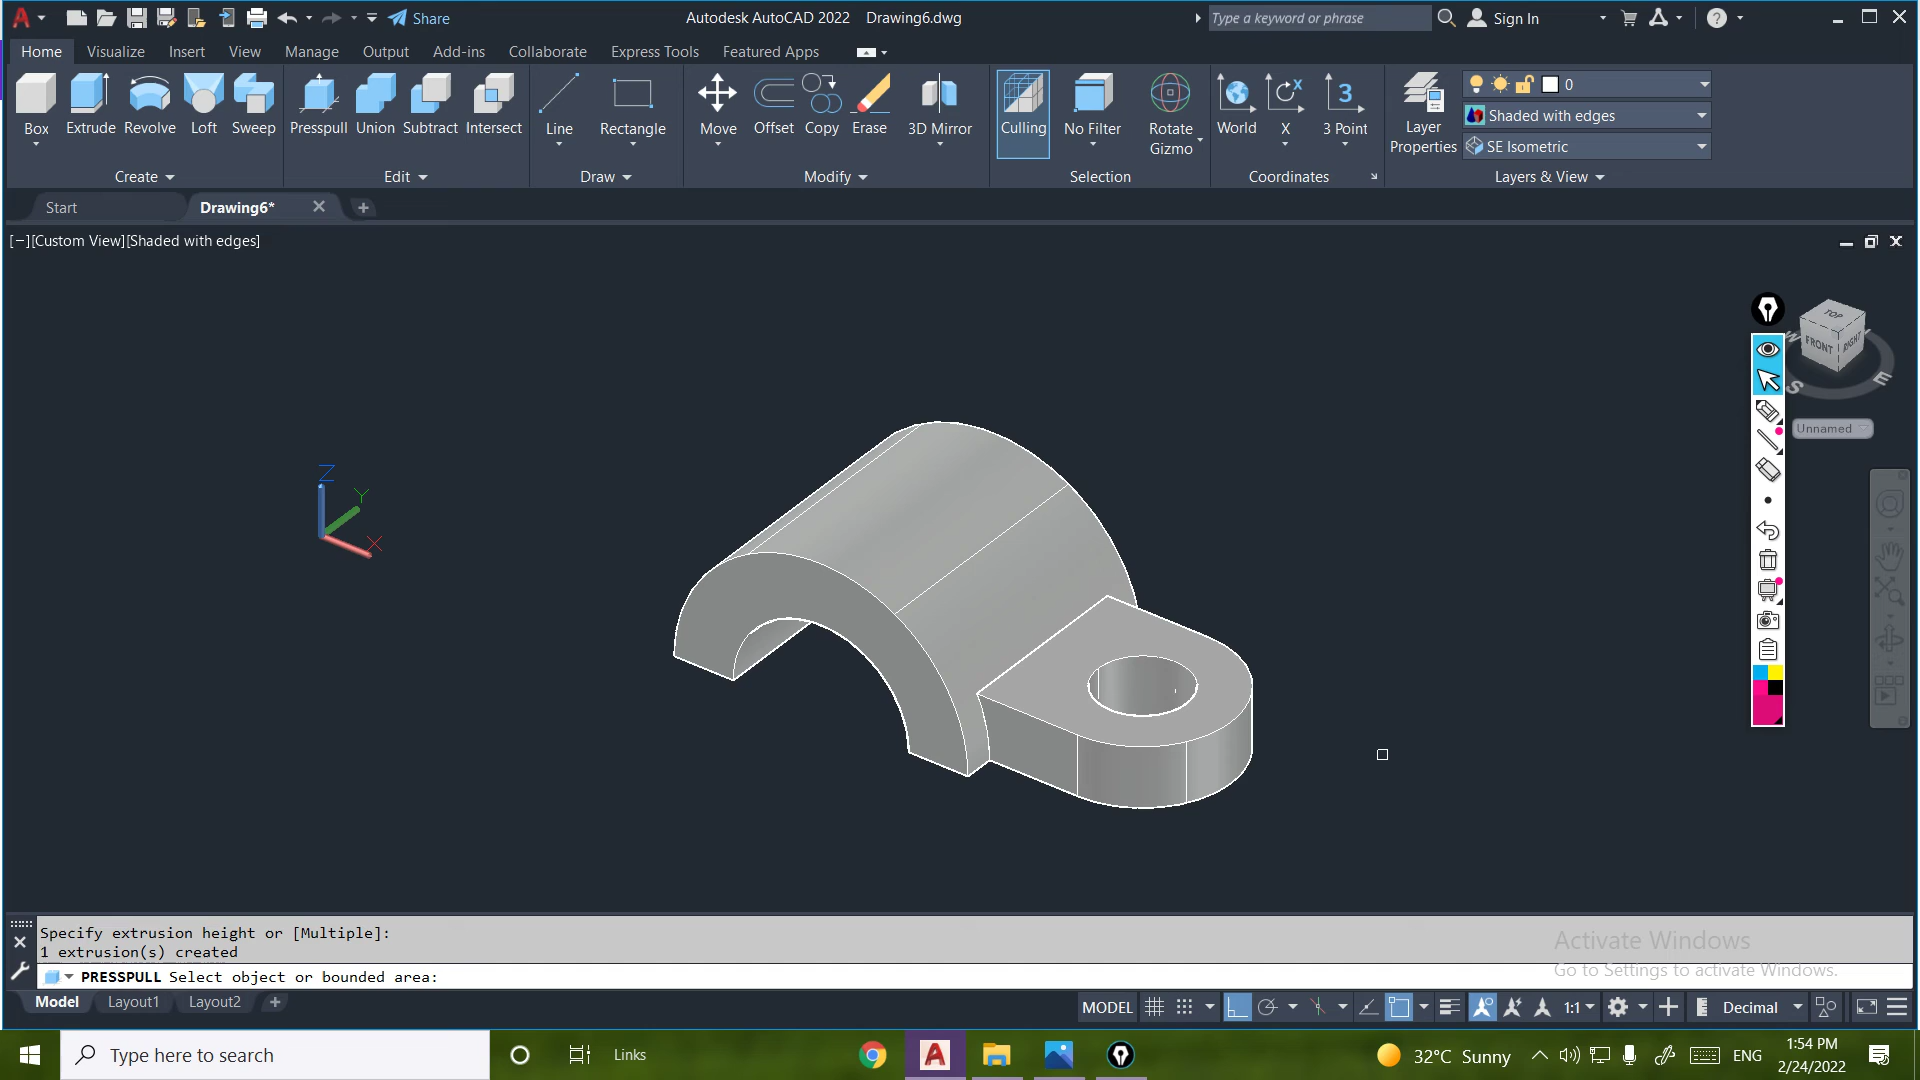 Share
Autodesk AutoCAD 2022 Drawing6.dwg
Type a keyword or phrase
Sign In
Home Visualize Insert View Manage Output Add-ins Collaborate Express Tools Featured Apps
Box Extrude Revolve Loft Sweep Presspull Union Subtract Intersect Line Rectangle Move Offset Copy Erase 3D Mirror Culling No Filter Rotate Gizmo World X 3 Point Layer Properties
0
Shaded with edges
SE Isometric
Create Edit Draw Modify Selection Coordinates Layers & View
Start Drawing6*
[−][Custom View][Shaded with edges]
TOP
FRONT RIGHT
W
S E
Unnamed
Z
Y
X
Specify extrusion height or [Multiple]:
1 extrusion(s) created
PRESSPULL Select object or bounded area:
Activate Windows
Go to Settings to activate Windows.
Model Layout1 Layout2
MODEL 1:1 Decimal
Type here to search
Links
32°C Sunny
ENG
1:54 PM
2/24/2022